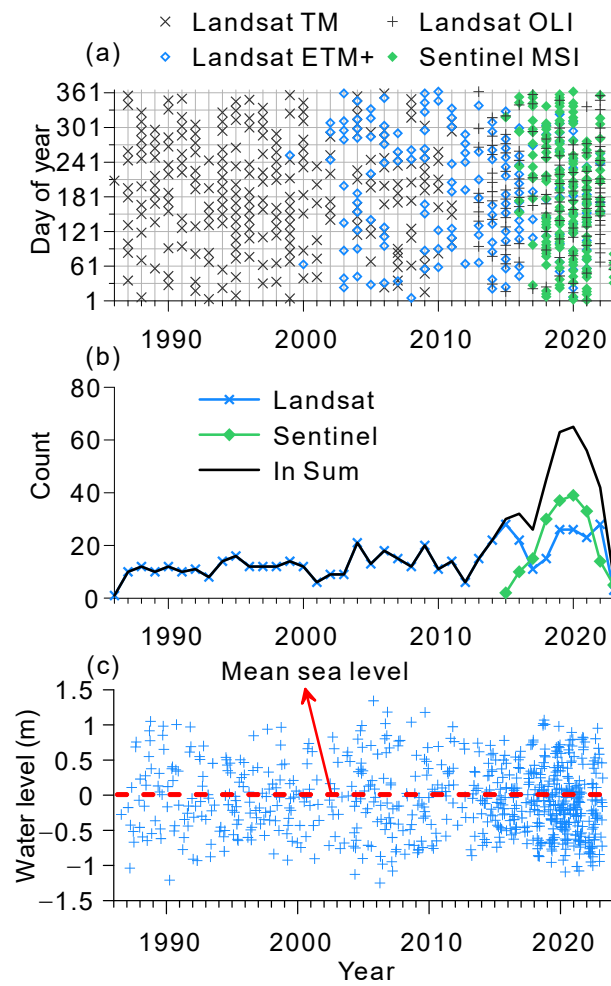 Landsat TM Landsat OLI
(a) Landsat ETM+ Sentinel MSI
361
301
241
181
121
61
1
Day of year
1990 2000 2010 2020
(b)
80
60
40
20
0
Count
Landsat
Sentinel
In Sum
1990 2000 2010 2020
(c)
Mean sea level
1.5
1
0.5
0
−0.5
−1
−1.5
Water level (m)
1990 2000 2010 2020
Year